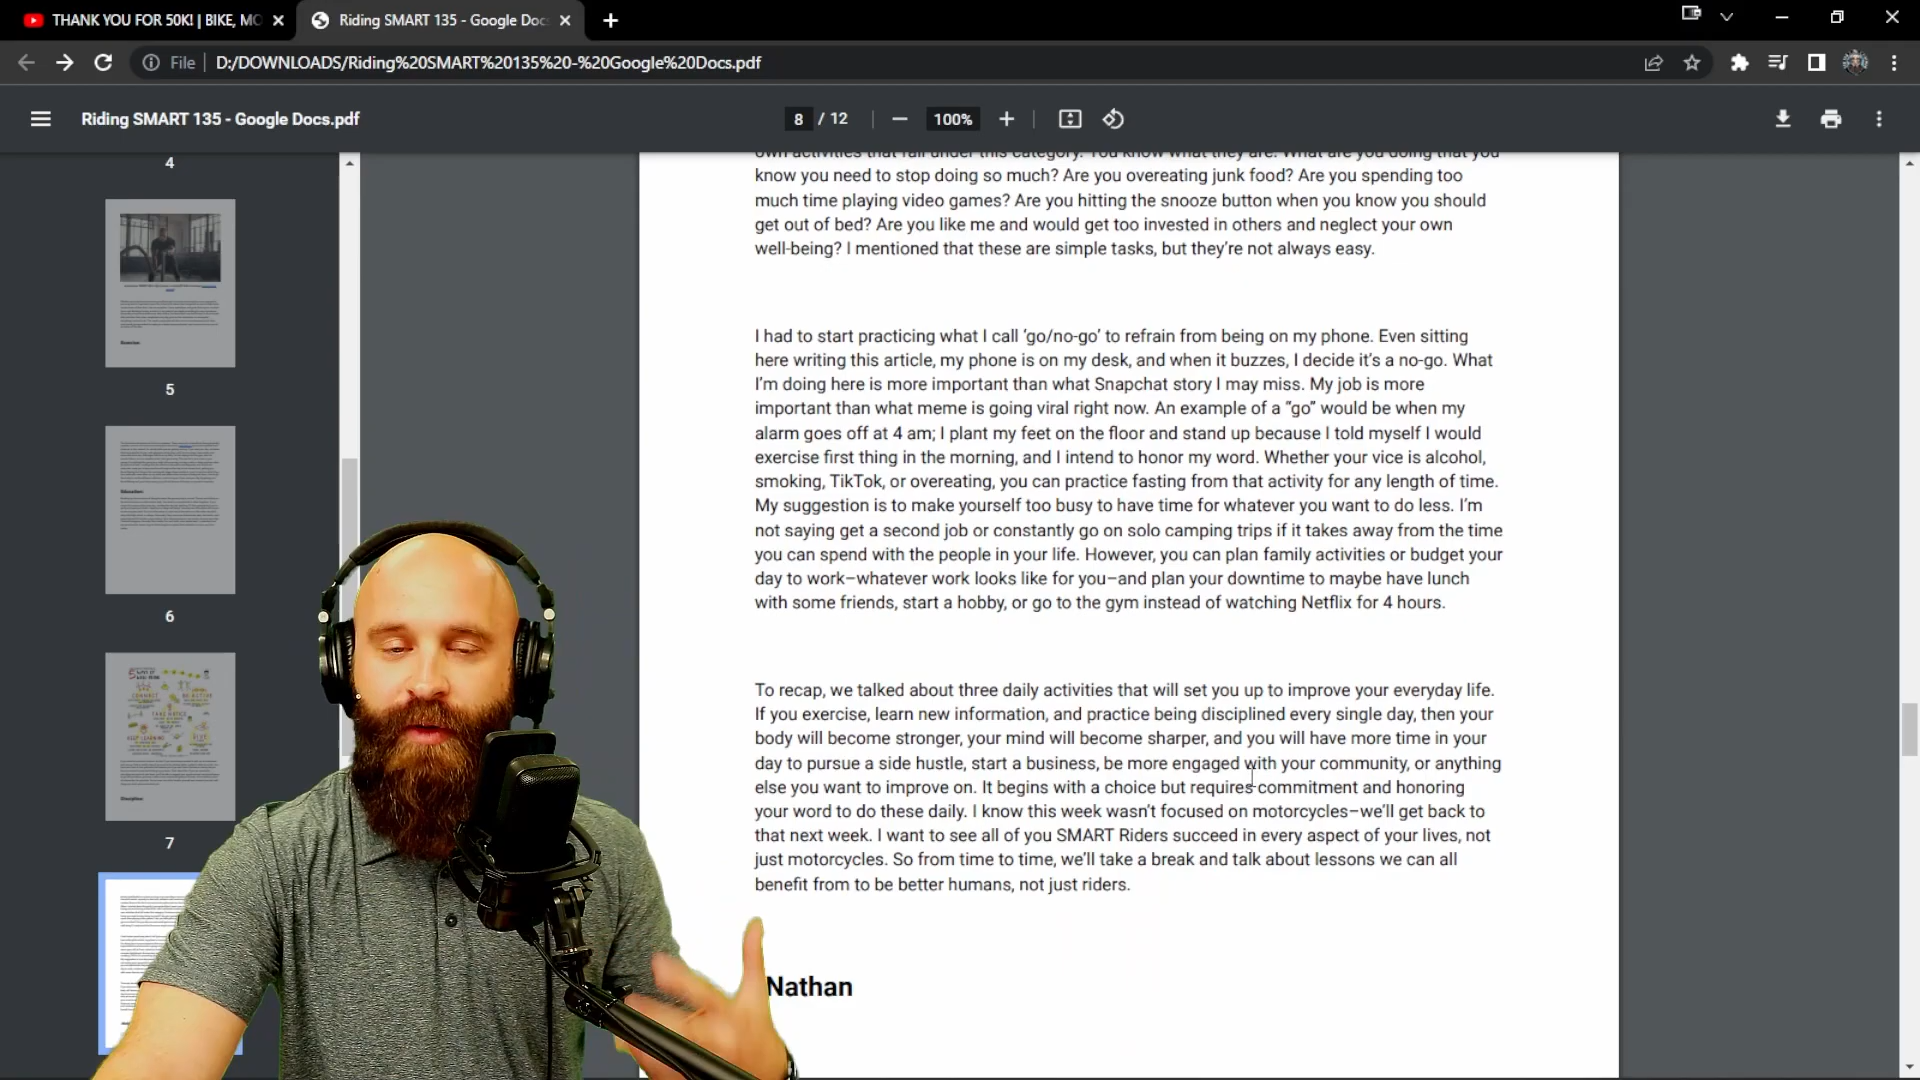 THANK YOU FOR 50K! | BIKE, MO
Riding SMART 135 - Google Doc
File
D:/DOWNLOADS/Riding%20SMART%20135%20-%20Google%20Docs.pdf
Riding SMART 135 - Google Docs.pdf
8 / 12
100%
4
5
6
7
own activities that fall under this category. You know what they are. What are you doing that you
know you need to stop doing so much? Are you overeating junk food? Are you spending too
much time playing video games? Are you hitting the snooze button when you know you should
get out of bed? Are you like me and would get too invested in others and neglect your own
well-being? I mentioned that these are simple tasks, but they’re not always easy.
I had to start practicing what I call ‘go/no-go’ to refrain from being on my phone. Even sitting
here writing this article, my phone is on my desk, and when it buzzes, I decide it’s a no-go. What
I’m doing here is more important than what Snapchat story I may miss. My job is more
important than what meme is going viral right now. An example of a “go” would be when my
alarm goes off at 4 am; I plant my feet on the floor and stand up because I told myself I would
exercise first thing in the morning, and I intend to honor my word. Whether your vice is alcohol,
smoking, TikTok, or overeating, you can practice fasting from that activity for any length of time.
My suggestion is to make yourself too busy to have time for whatever you want to do less. I’m
not saying get a second job or constantly go on solo camping trips if it takes away from the time
you can spend with the people in your life. However, you can plan family activities or budget your
day to work–whatever work looks like for you–and plan your downtime to maybe have lunch
with some friends, start a hobby, or go to the gym instead of watching Netflix for 4 hours.
To recap, we talked about three daily activities that will set you up to improve your everyday life.
If you exercise, learn new information, and practice being disciplined every single day, then your
body will become stronger, your mind will become sharper, and you will have more time in your
day to pursue a side hustle, start a business, be more engaged with your community, or anything
else you want to improve on. It begins with a choice but requires commitment and honoring
your word to do these daily. I know this week wasn’t focused on motorcycles–we’ll get back to
that next week. I want to see all of you SMART Riders succeed in every aspect of your lives, not
just motorcycles. So from time to time, we’ll take a break and talk about lessons we can all
benefit from to be better humans, not just riders.
Nathan